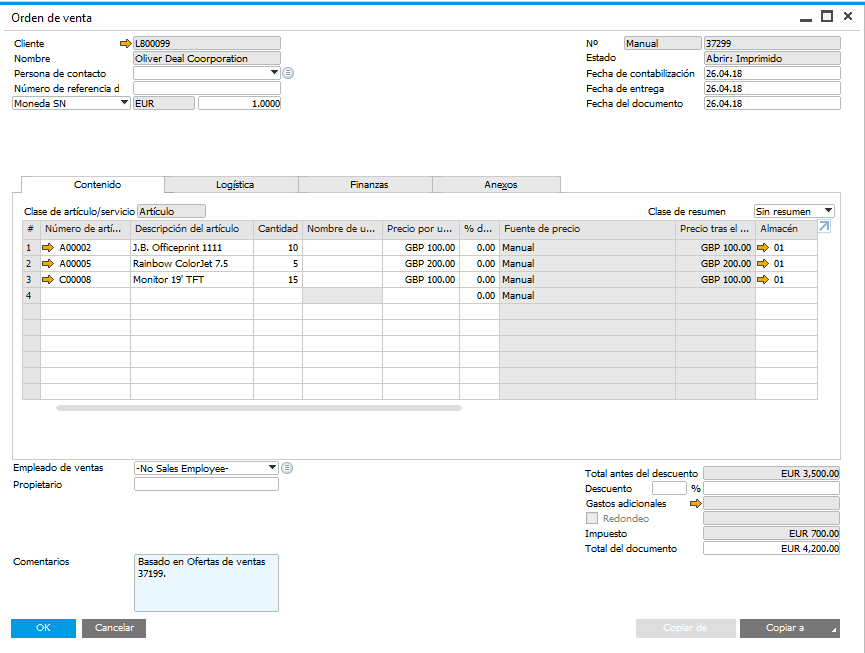 Orden de venta
Cliente L800099
Nombre Oliver Deal Coorporation
Persona de contacto
Número de referencia d
Moneda SN EUR 1.0000
Nº Manual 37299
Estado Abrir: Imprimido
Fecha de contabilización 26.04.18
Fecha de entrega 26.04.18
Fecha del documento 26.04.18
Contenido Logística Finanzas Anexos
Clase de artículo/servicio Artículo Clase de resumen Sin resumen
# Número de artí... Descripción del artículo Cantidad Nombre de u... Precio por u... % d... Fuente de precio Precio tras el ... Almacén
1 A00002 J.B. Officeprint 1111 10 GBP 100.00 0.00 Manual GBP 100.00 01
2 A00005 Rainbow ColorJet 7.5 5 GBP 200.00 0.00 Manual GBP 200.00 01
3 C00008 Monitor 19' TFT 15 GBP 100.00 0.00 Manual GBP 100.00 01
4 0.00 Manual
Empleado de ventas -No Sales Employee-
Propietario
Total antes del descuento EUR 3,500.00
Descuento %
Gastos adicionales
Redondeo
Impuesto EUR 700.00
Total del documento EUR 4,200.00
Comentarios Basado en Ofertas de ventas
37199.
OK Cancelar Copiar de Copiar a